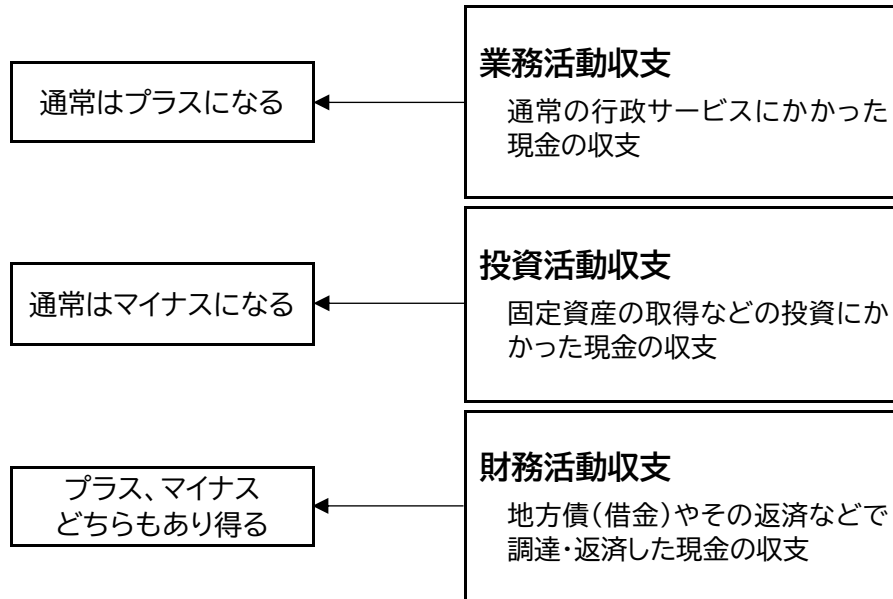 業務活動収支
通常の行政サービスにかかった
現金の収支
通常はプラスになる
投資活動収支
固定資産の取得などの投資にか
かった現金の収支
通常はマイナスになる
財務活動収支
地方債(借金)やその返済などで
調達・返済した現金の収支
プラス、マイナス
どちらもあり得る